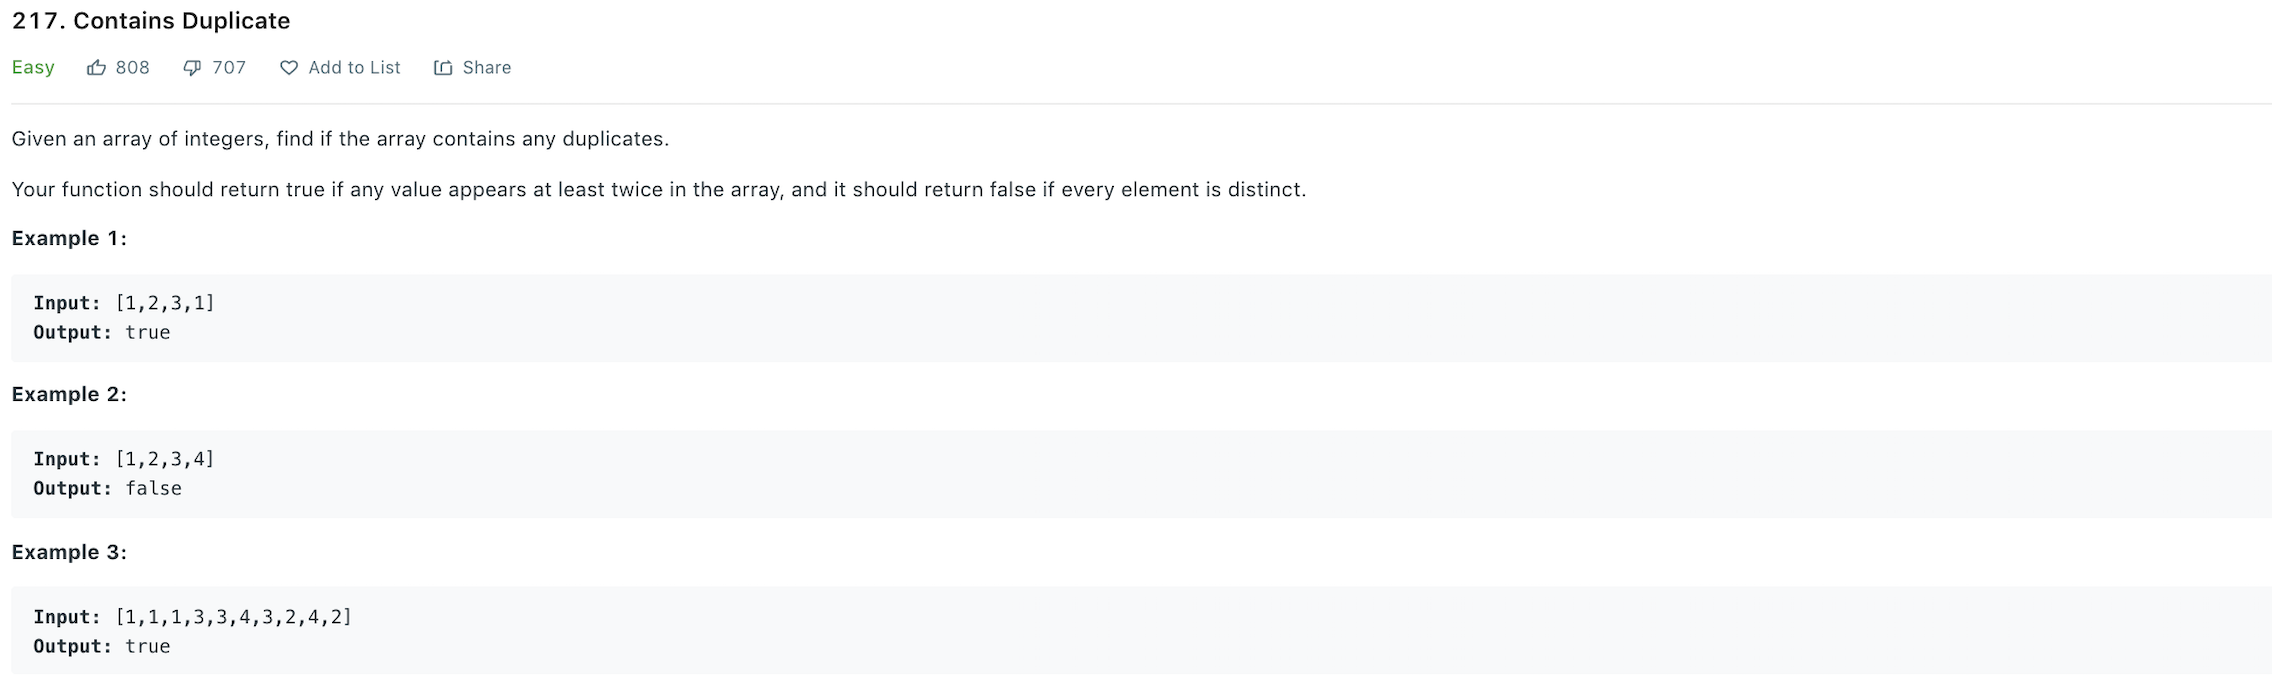 217. Contains Duplicate
Easy 808 707 Add to List Share
Given an array of integers, find if the array contains any duplicates.
Your function should return true if any value appears at least twice in the array, and it should return false if every element is distinct.
Example 1:
Input: [1,2,3,1]
Output: true
Example 2:
Input: [1,2,3,4]
Output: false
Example 3:
Input: [1,1,1,3,3,4,3,2,4,2]
Output: true